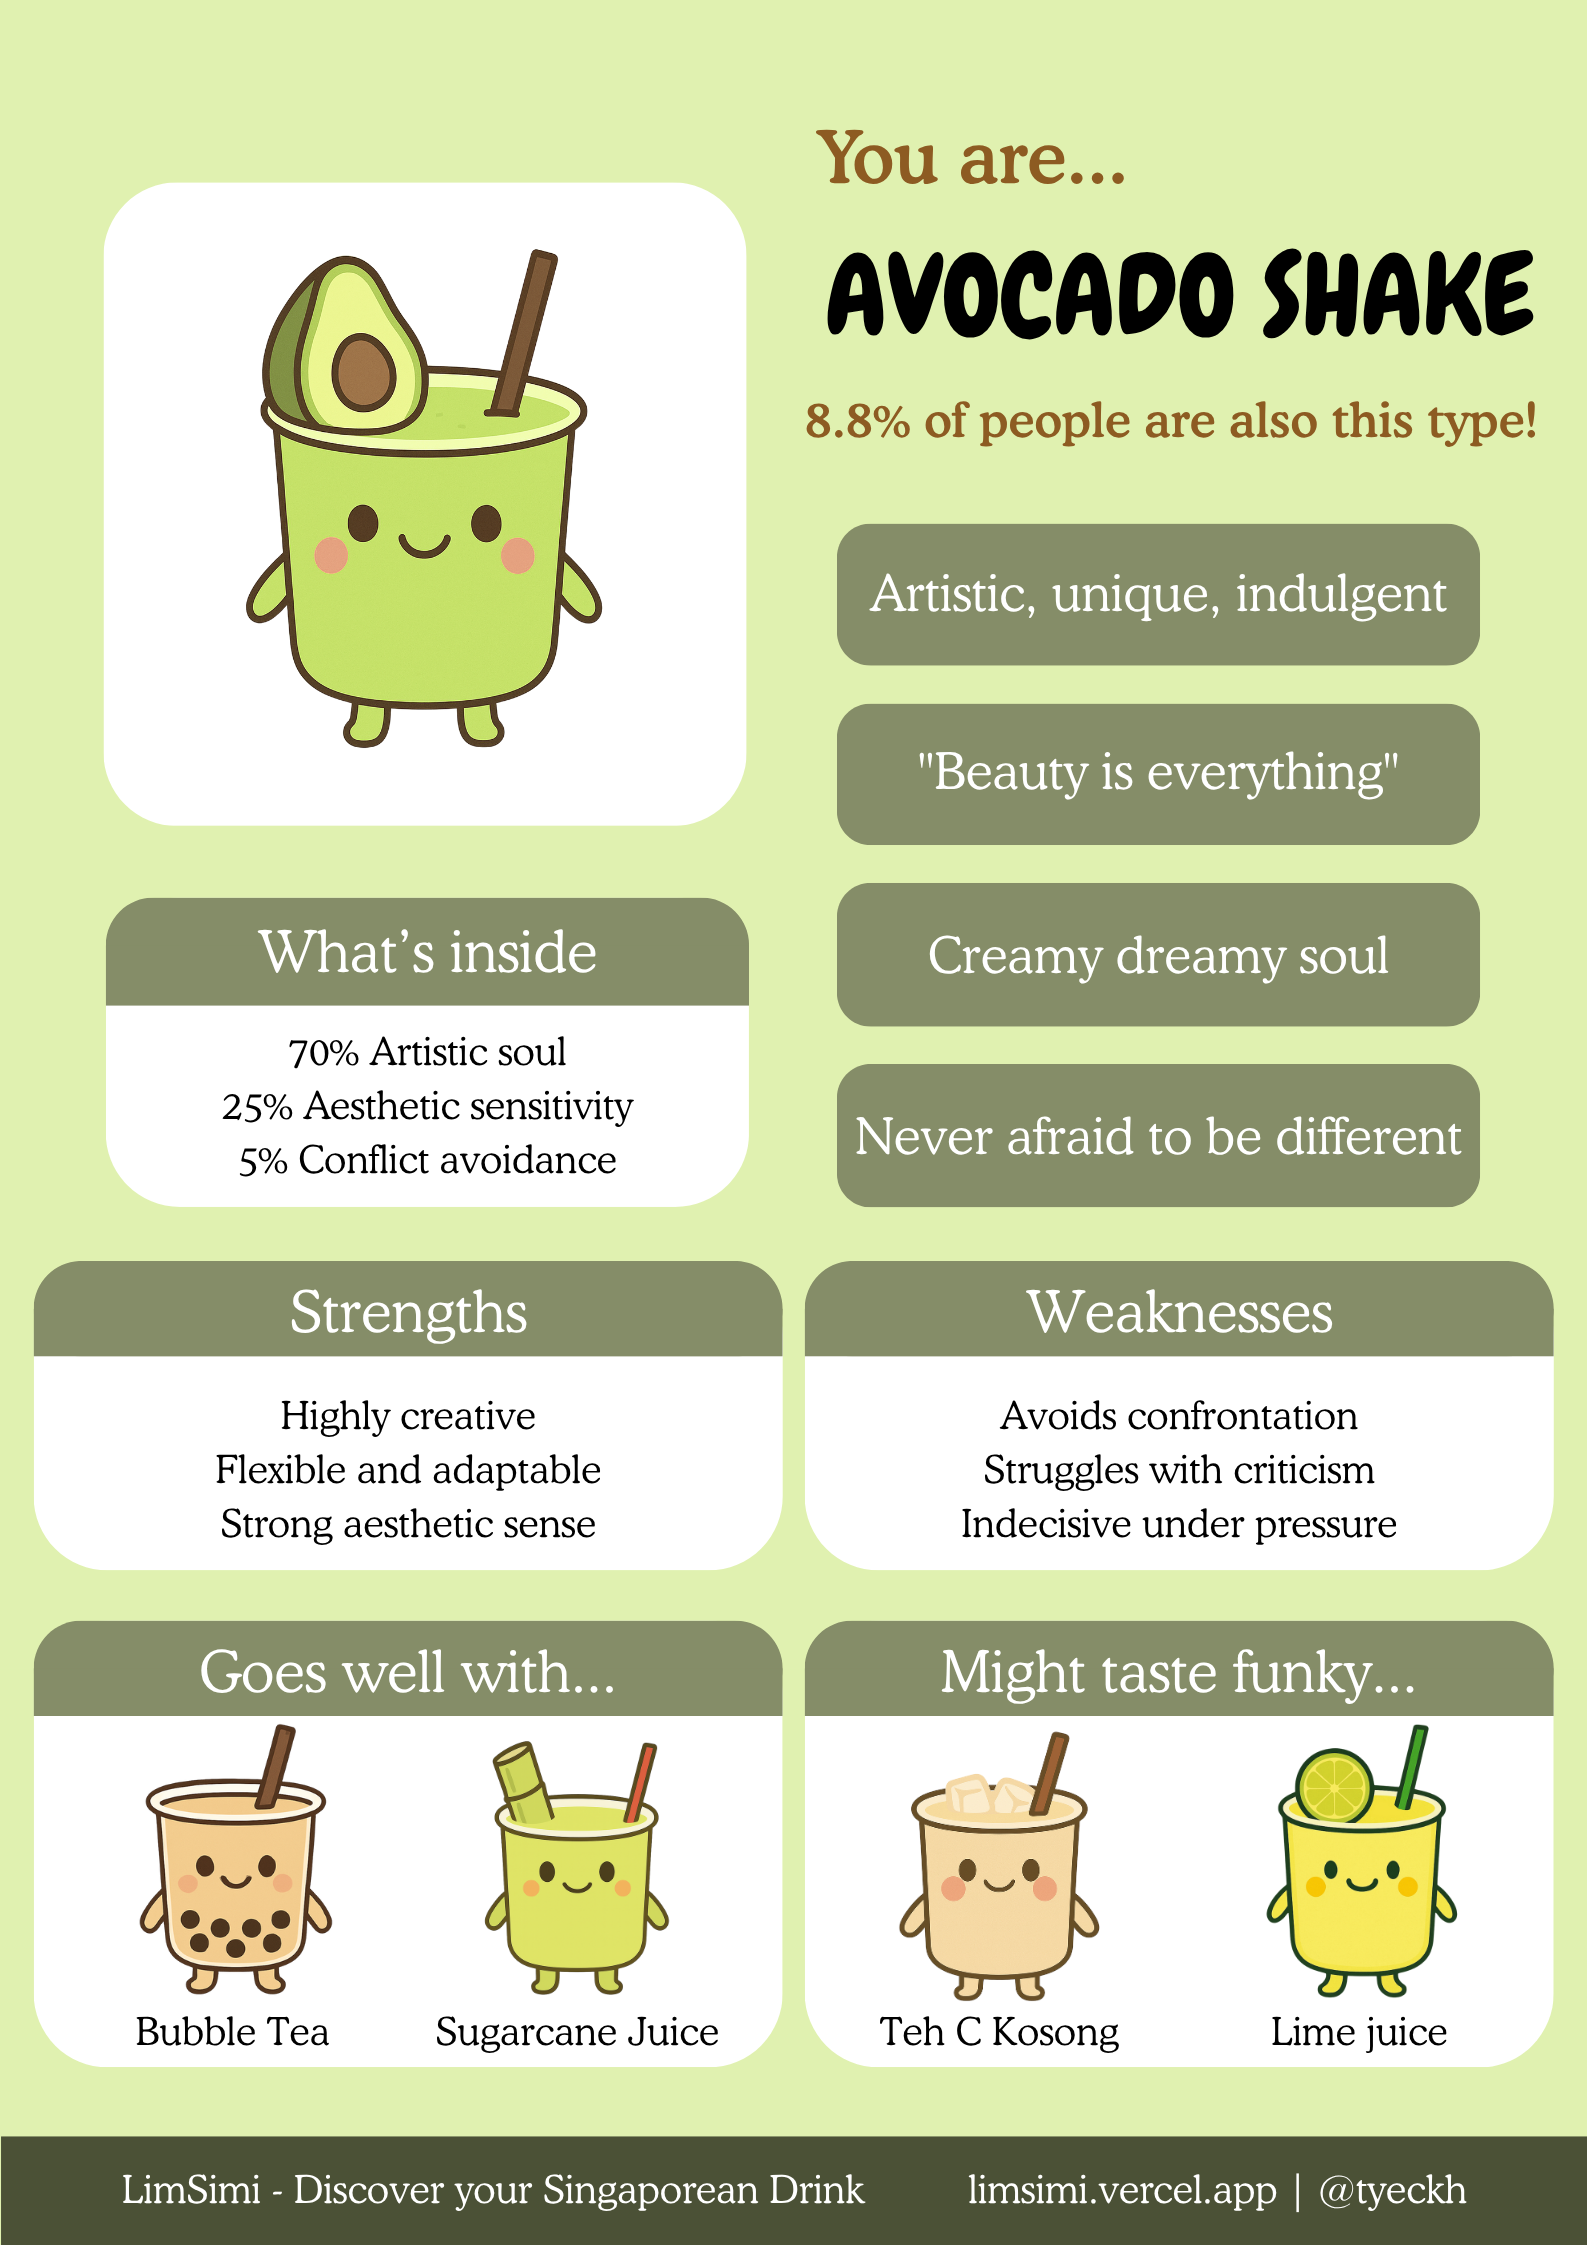 You are...
AVOCADO SHAKE
8.8% of people are also this type!
Artistic, unique, indulgent
"Beauty is everything"
Creamy dreamy soul
Never afraid to be different
What’s inside
70% Artistic soul
25% Aesthetic sensitivity
5% Conflict avoidance
Strengths
Highly creative
Flexible and adaptable
Strong aesthetic sense
Weaknesses
Avoids confrontation
Struggles with criticism
Indecisive under pressure
Goes well with...
Bubble Tea
Sugarcane Juice
Might taste funky...
Teh C Kosong
Lime juice
LimSimi - Discover your Singaporean Drink
limsimi.vercel.app | @tyeckh